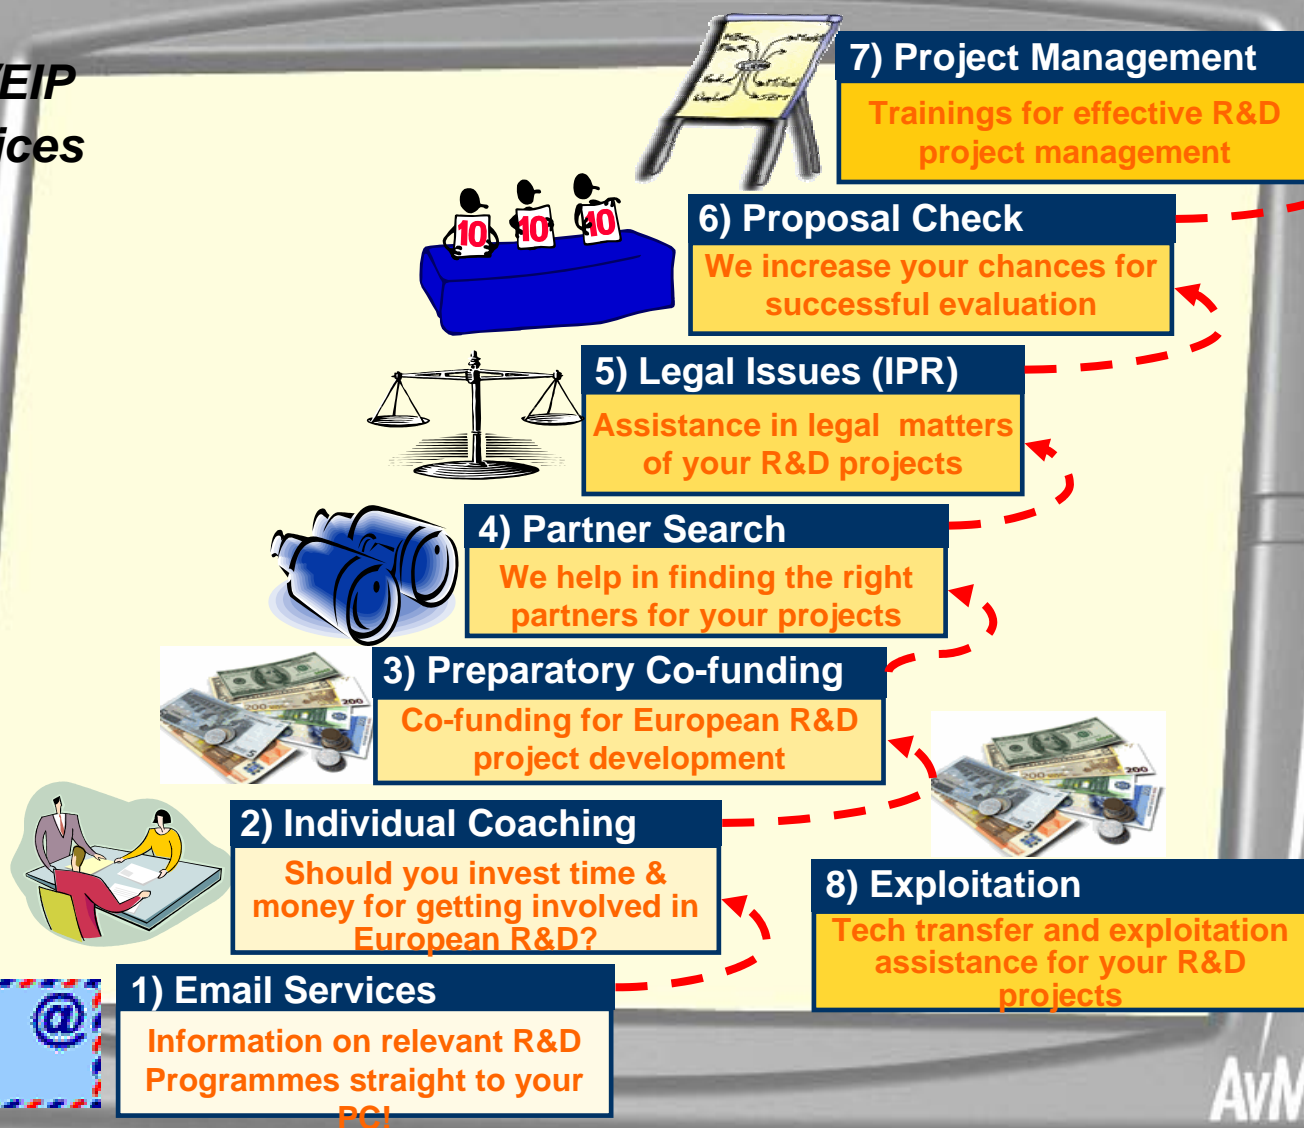 /EIP
ices
7) Project Management
Trainings for effective R&D
project management
10 10 10
6) Proposal Check
We increase your chances for
successful evaluation
5) Legal Issues (IPR)
Assistance in legal matters
of your R&D projects
4) Partner Search
We help in finding the right
partners for your projects
3) Preparatory Co-funding
Co-funding for European R&D
project development
2) Individual Coaching
Should you invest time &
money for getting involved in
European R&D?
8) Exploitation
Tech transfer and exploitation
assistance for your R&D
projects
1) Email Services
Information on relevant R&D
Programmes straight to your
PC!
@
AvM